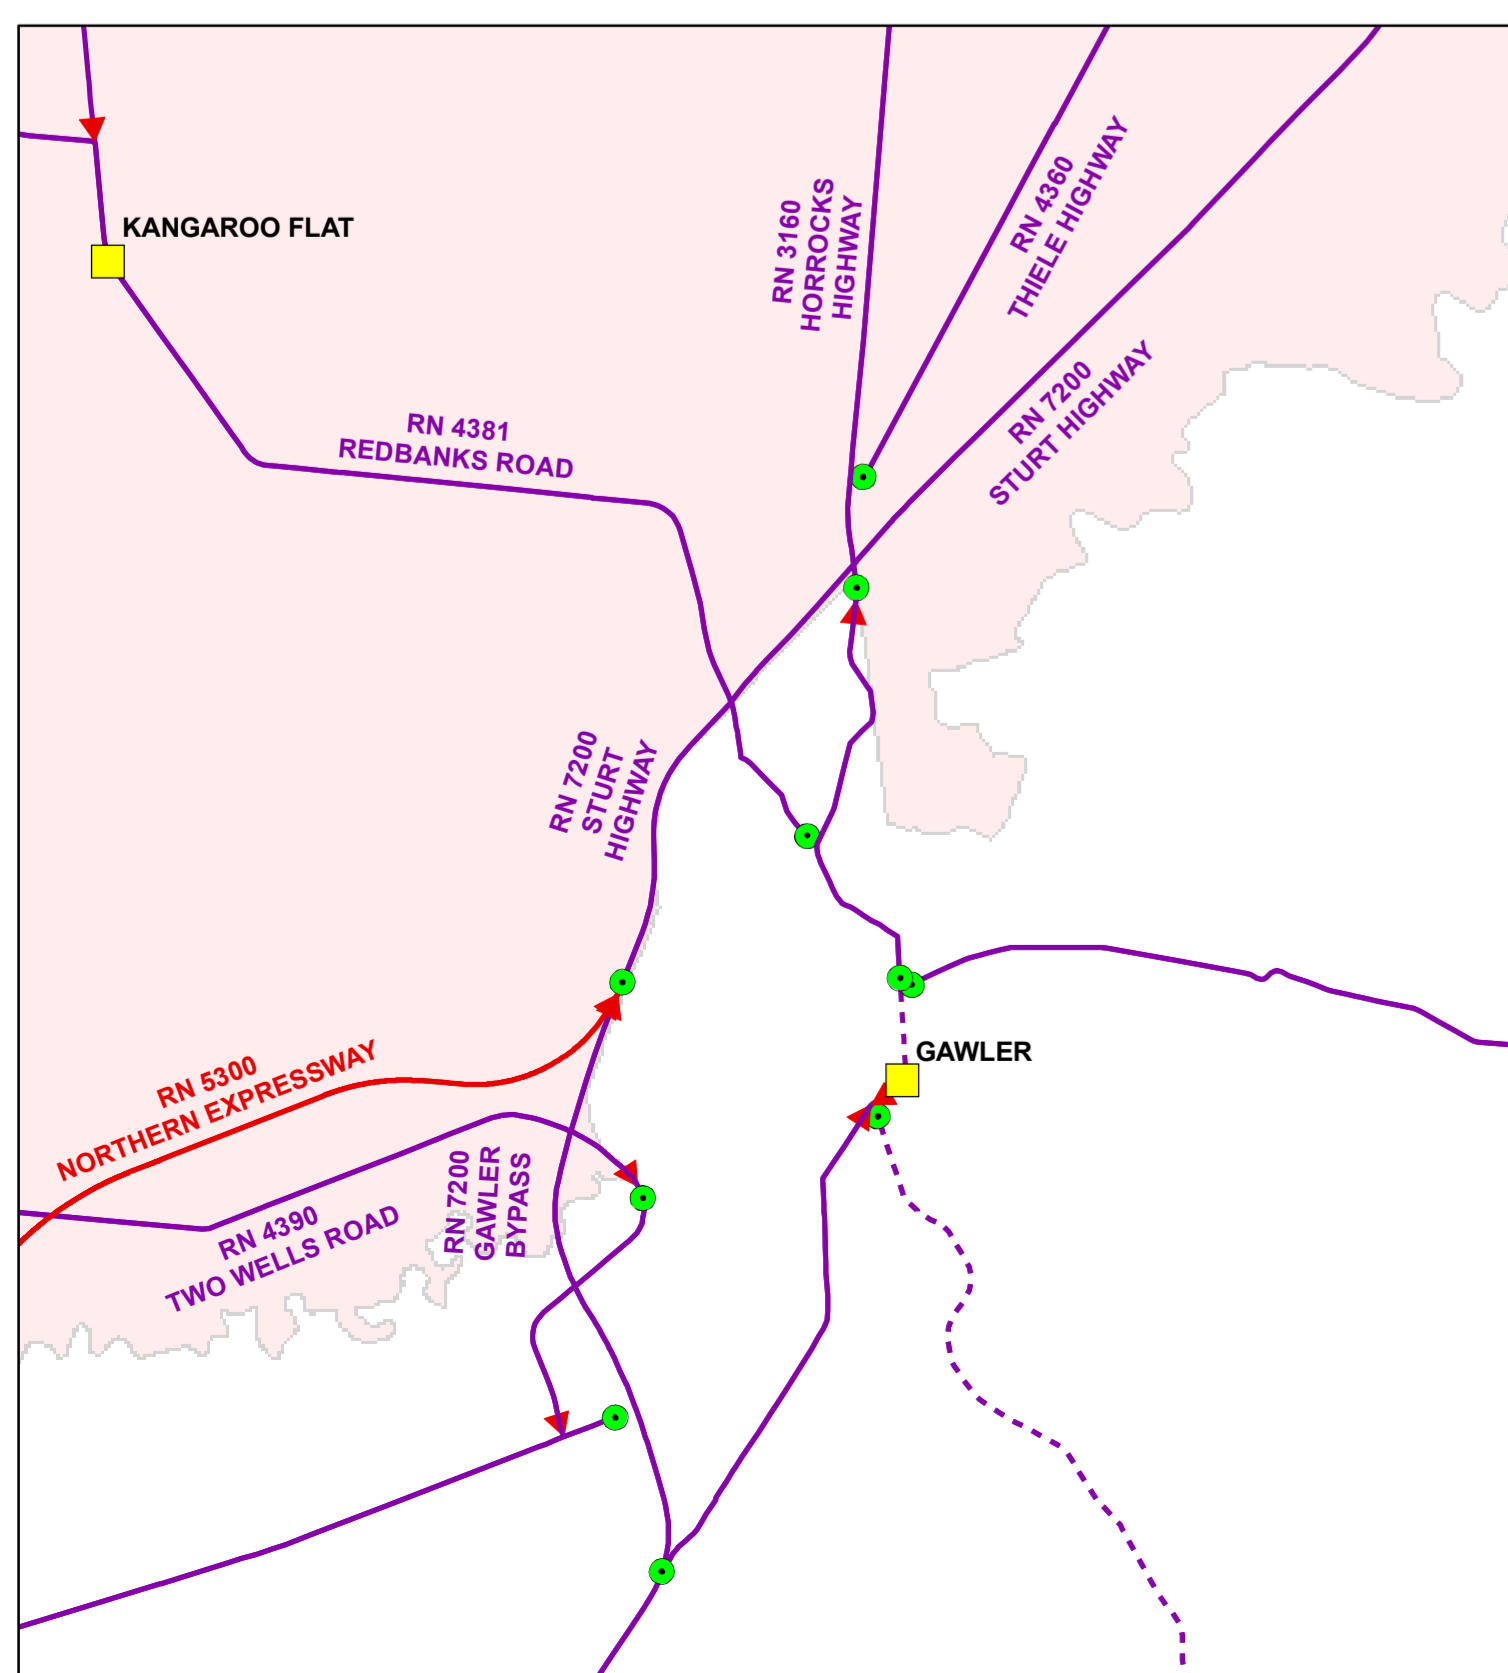 KANGAROO FLAT
RN 3160
HORROCKS
HIGHWAY
RN 4360
THIELE HIGHWAY
RN 7200
STURT HIGHWAY
RN 4381
REDBANKS ROAD
RN 7200
STURT
HIGHWAY
GAWLER
RN 5300
NORTHERN EXPRESSWAY
RN 7200
GAWLER
BYPASS
RN 4390
TWO WELLS ROAD